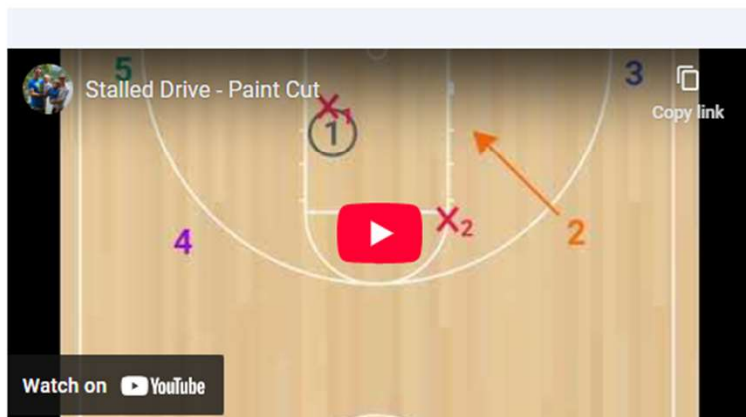 Stalled Drive - Paint Cut
Copy link
5
3
X1
1
4
X2
2
Watch on YouTube